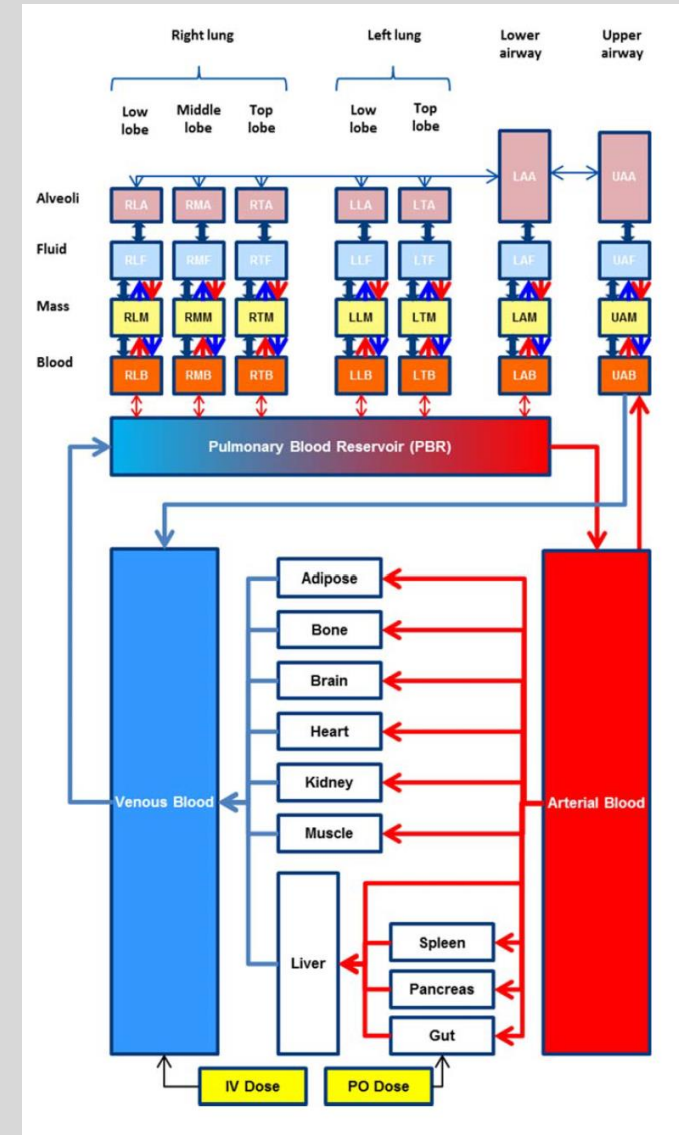 Right lung
Left lung
Lower
airway
Upper
airway
Low
lobe
Middle
lobe
Top
lobe
Low
lobe
Top
lobe
LAA
UAA
Alveoli
RLA
RMA
RTA
LLA
LTA
Fluid
RLF
RMF
RTF
LLF
LTF
LAF
UAF
Mass
RLM
RMM
RTM
LLM
LTM
LAM
UAM
Blood
RLB
RMB
RTB
LLB
LTB
LAB
UAB
Pulmonary Blood Reservoir (PBR)
Adipose
Bone
Brain
Heart
Kidney
Venous Blood
Arterial Blood
Muscle
Liver
Spleen
Pancreas
Gut
IV Dose
PO Dose